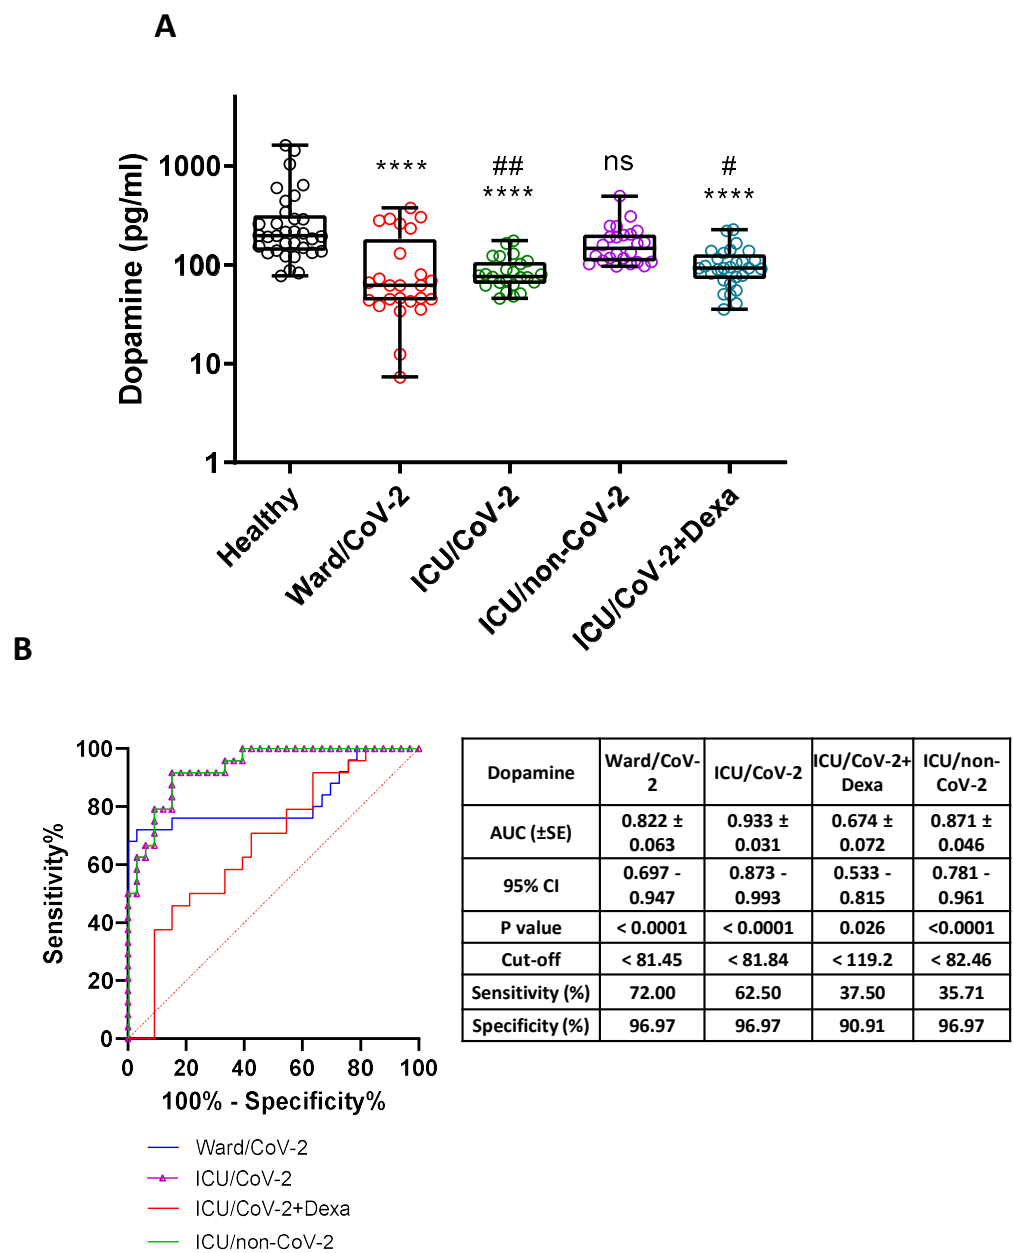 A
Dopamine (pg/ml)
1000
100
10
1
****
##
****
ns
#
****
Healthy
Ward/CoV-2
ICU/CoV-2
ICU/non-CoV-2
ICU/CoV-2+Dexa
B
Sensitivity%
100
80
60
40
20
0
0 20 40 60 80 100
100% - Specificity%
Ward/CoV-2
ICU/CoV-2
ICU/CoV-2+Dexa
ICU/non-CoV-2
Dopamine Ward/CoV-2 ICU/CoV-2 ICU/CoV-2+ Dexa ICU/non-CoV-2
AUC (±SE) 0.822 ± 0.063 0.933 ± 0.031 0.674 ± 0.072 0.871 ± 0.046
95% CI 0.697 - 0.947 0.873 - 0.993 0.533 - 0.815 0.781 - 0.961
P value < 0.0001 < 0.0001 0.026 <0.0001
Cut-off < 81.45 < 81.84 < 119.2 < 82.46
Sensitivity (%) 72.00 62.50 37.50 35.71
Specificity (%) 96.97 96.97 90.91 96.97